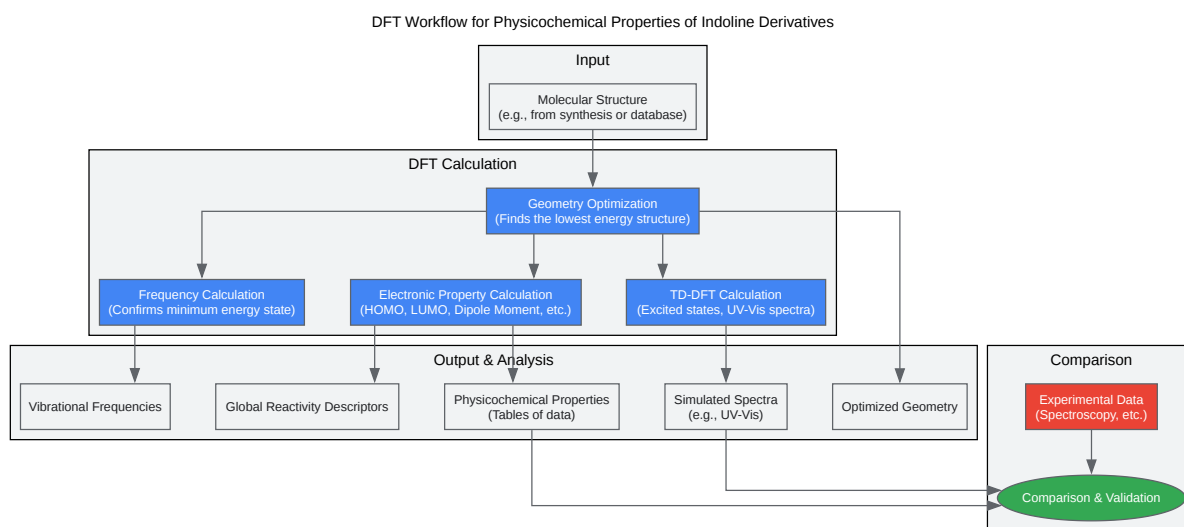 DFT Workflow for Physicochemical Properties of Indoline Derivatives
Input
Molecular Structure
(e.g., from synthesis or database)
DFT Calculation
Geometry Optimization
(Finds the lowest energy structure)
Frequency Calculation
(Confirms minimum energy state)
Electronic Property Calculation
(HOMO, LUMO, Dipole Moment, etc.)
TD-DFT Calculation
(Excited states, UV-Vis spectra)
Output & Analysis
Vibrational Frequencies
Global Reactivity Descriptors
Physicochemical Properties
(Tables of data)
Simulated Spectra
(e.g., UV-Vis)
Optimized Geometry
Comparison
Experimental Data
(Spectroscopy, etc.)
Comparison & Validation